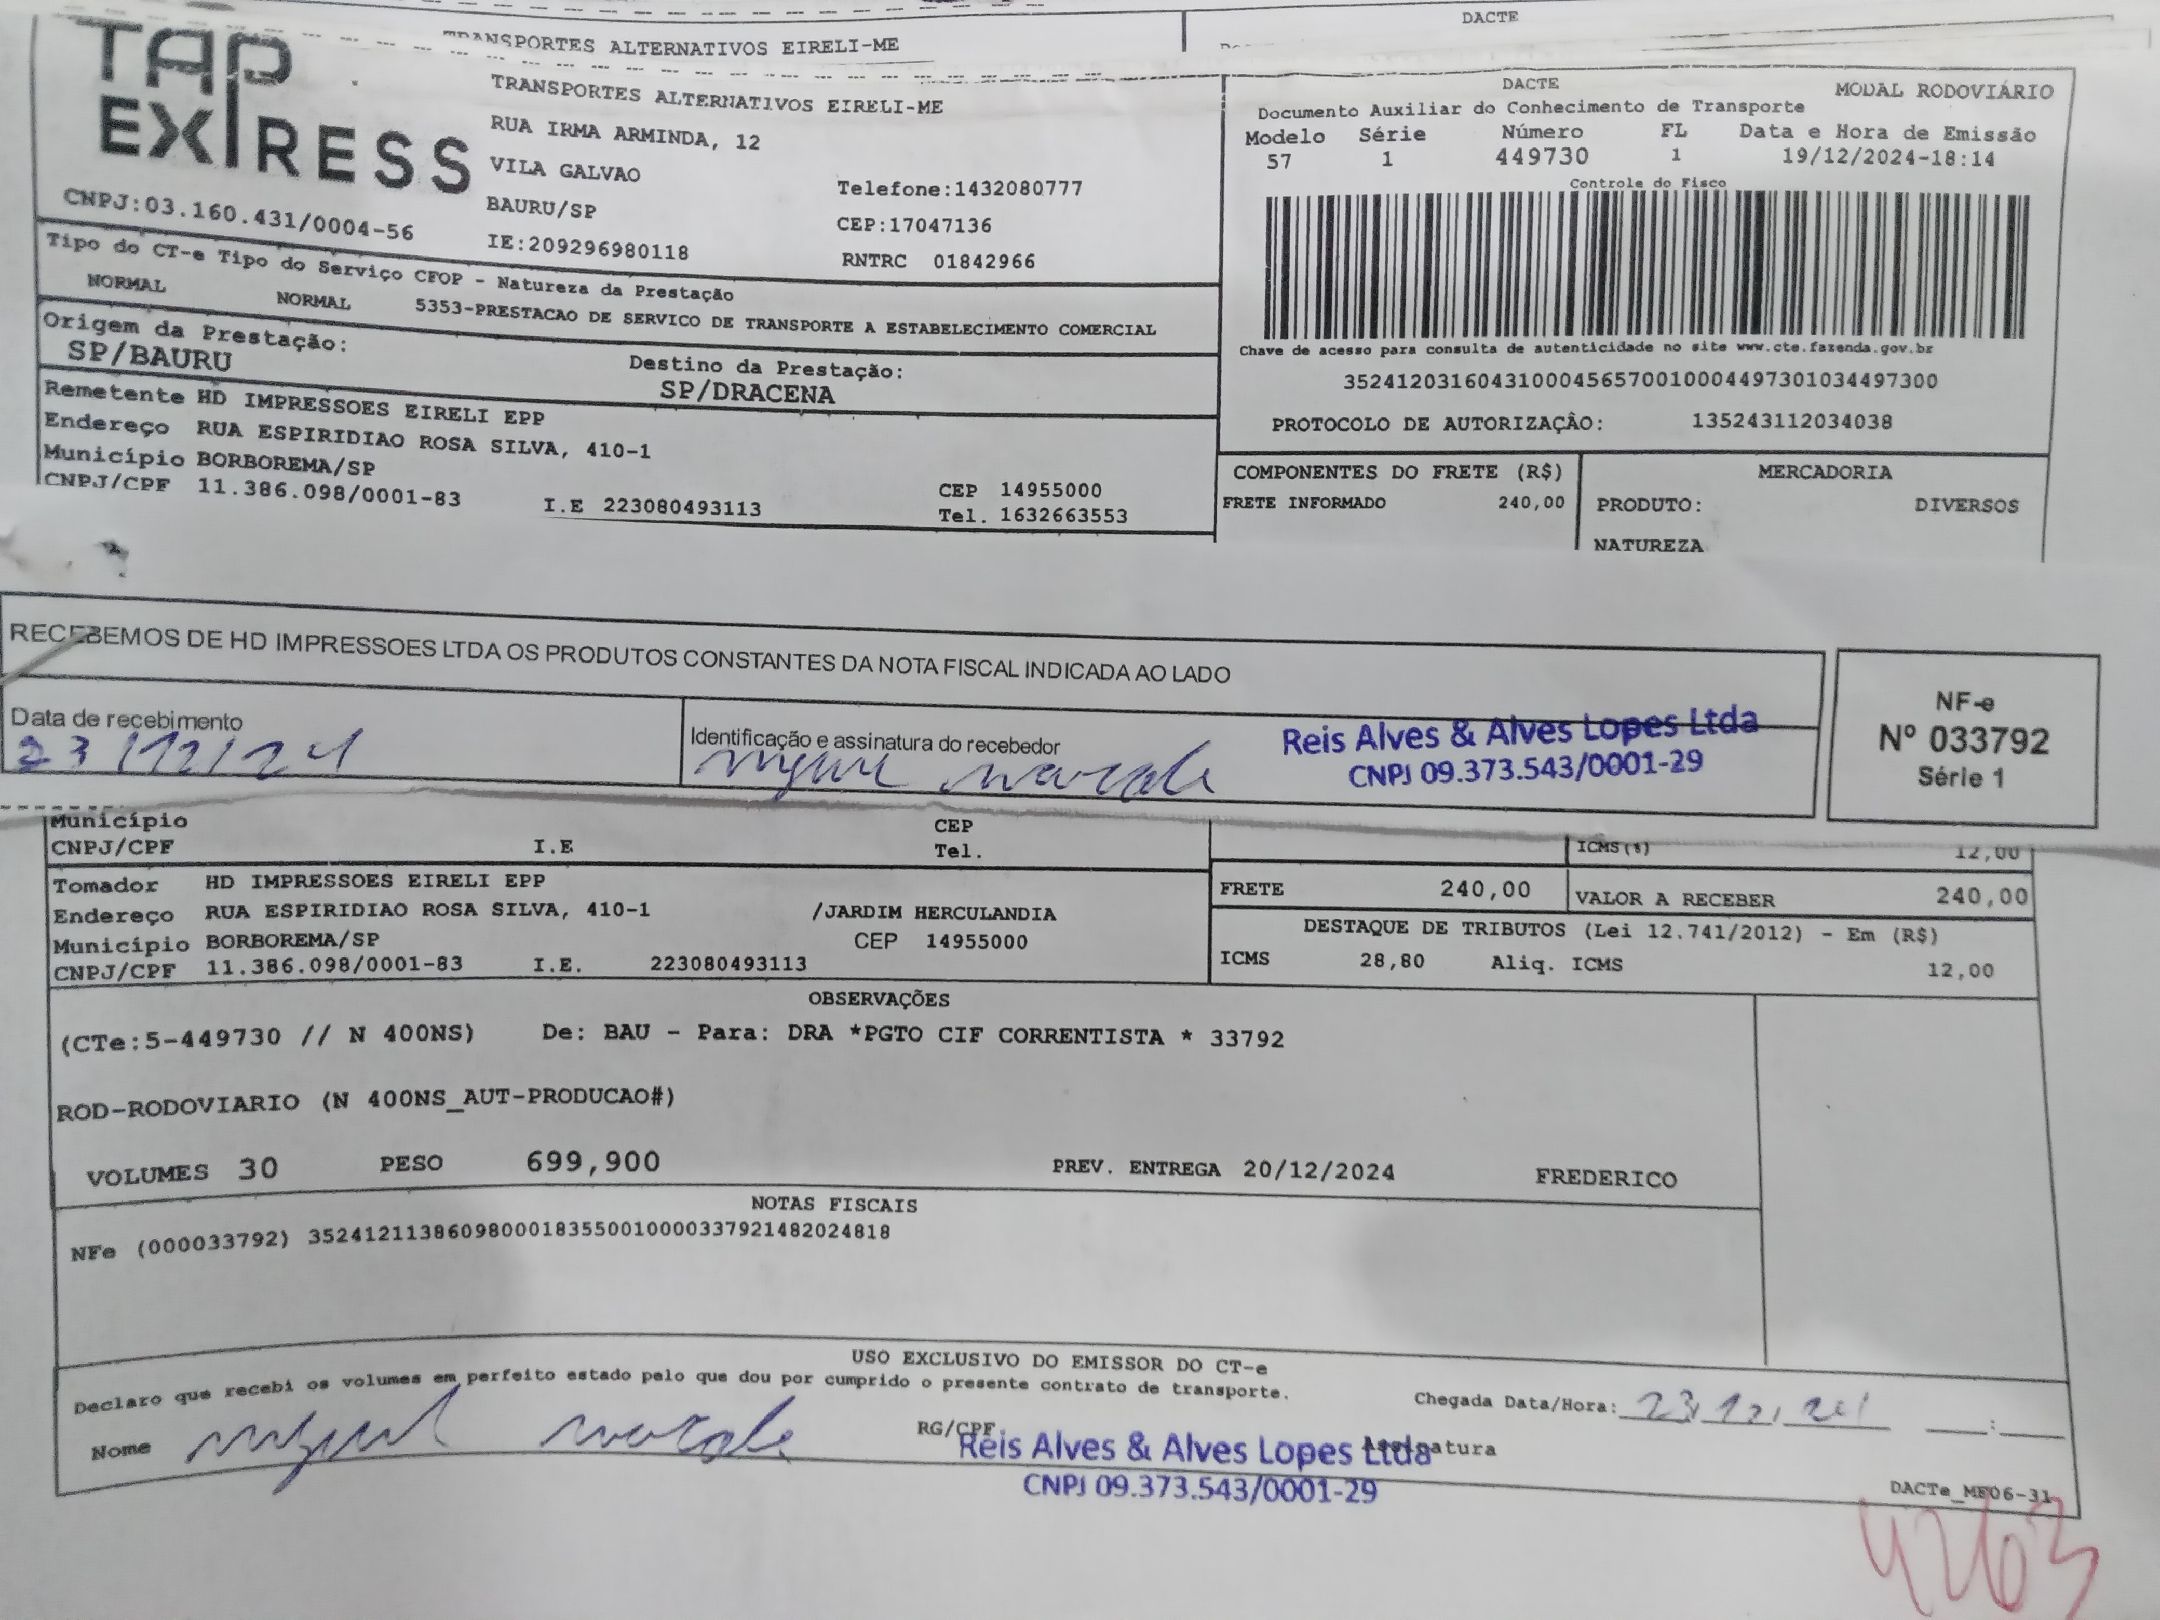 TRANSPORTES ALTERNATIVOS EIRELI-ME
DACTE
TAP EXPRESS
CNPJ:03.160.431/0004-56
TRANSPORTES ALTERNATIVOS EIRELI-ME
RUA IRMA ARMINDA, 12
VILA GALVAO
BAURU/SP
IE:209296980118
Telefone:1432080777
CEP:17047136
RNTRC 01842966
DACTE
MODAL RODOVIÁRIO
Documento Auxiliar do Conhecimento de Transporte
Modelo Série Número FL Data e Hora de Emissão
57 1 449730 1 19/12/2024-18:14
Controle do Fisco
Chave de acesso para consulta de autenticidade no site www.cte.fazenda.gov.br
35241203160431000456570010004497301034497300
PROTOCOLO DE AUTORIZAÇÃO: 135243112034038
Tipo do CT-e Tipo do Serviço CFOP - Natureza da Prestação
NORMAL NORMAL 5353-PRESTACAO DE SERVICO DE TRANSPORTE A ESTABELECIMENTO COMERCIAL
Origem da Prestação:
SP/BAURU
Destino da Prestação:
SP/DRACENA
Remetente HD IMPRESSOES EIRELI EPP
Endereço RUA ESPIRIDIAO ROSA SILVA, 410-1
Município BORBOREMA/SP
CEP 14955000
CNPJ/CPF 11.386.098/0001-83 I.E 223080493113 Tel. 1632663553
COMPONENTES DO FRETE (R$)
FRETE INFORMADO 240,00
MERCADORIA
PRODUTO: DIVERSOS
NATUREZA
RECEBEMOS DE HD IMPRESSOES LTDA OS PRODUTOS CONSTANTES DA NOTA FISCAL INDICADA AO LADO
Data de recebimento
23/12/24
Identificação e assinatura do recebedor
Reis Alves & Alves Lopes Ltda
CNPJ 09.373.543/0001-29
NF-e
Nº 033792
Série 1
Município CEP
CNPJ/CPF I.E Tel.
ICMS(%) 12,00
Tomador HD IMPRESSOES EIRELI EPP
Endereço RUA ESPIRIDIAO ROSA SILVA, 410-1 /JARDIM HERCULANDIA
Município BORBOREMA/SP CEP 14955000
CNPJ/CPF 11.386.098/0001-83 I.E. 223080493113
FRETE 240,00 VALOR A RECEBER 240,00
DESTAQUE DE TRIBUTOS (Lei 12.741/2012) - Em (R$)
ICMS 28,80 Aliq. ICMS 12,00
OBSERVAÇÕES
(CTe:5-449730 // N 400NS) De: BAU - Para: DRA *PGTO CIF CORRENTISTA * 33792
ROD-RODOVIARIO (N 400NS_AUT-PRODUCAO#)
VOLUMES 30 PESO 699,900 PREV. ENTREGA 20/12/2024 FREDERICO
NOTAS FISCAIS
NFe (000033792) 35241211386098000183550010000337921482024818
USO EXCLUSIVO DO EMISSOR DO CT-e
Declaro que recebi os volumes em perfeito estado pelo que dou por cumprido o presente contrato de transporte.
Chegada Data/Hora: 23/12/24 :
Nome RG/CPF Assinatura
Reis Alves & Alves Lopes Ltda
CNPJ 09.373.543/0001-29
DACTe_ME06-31
4263